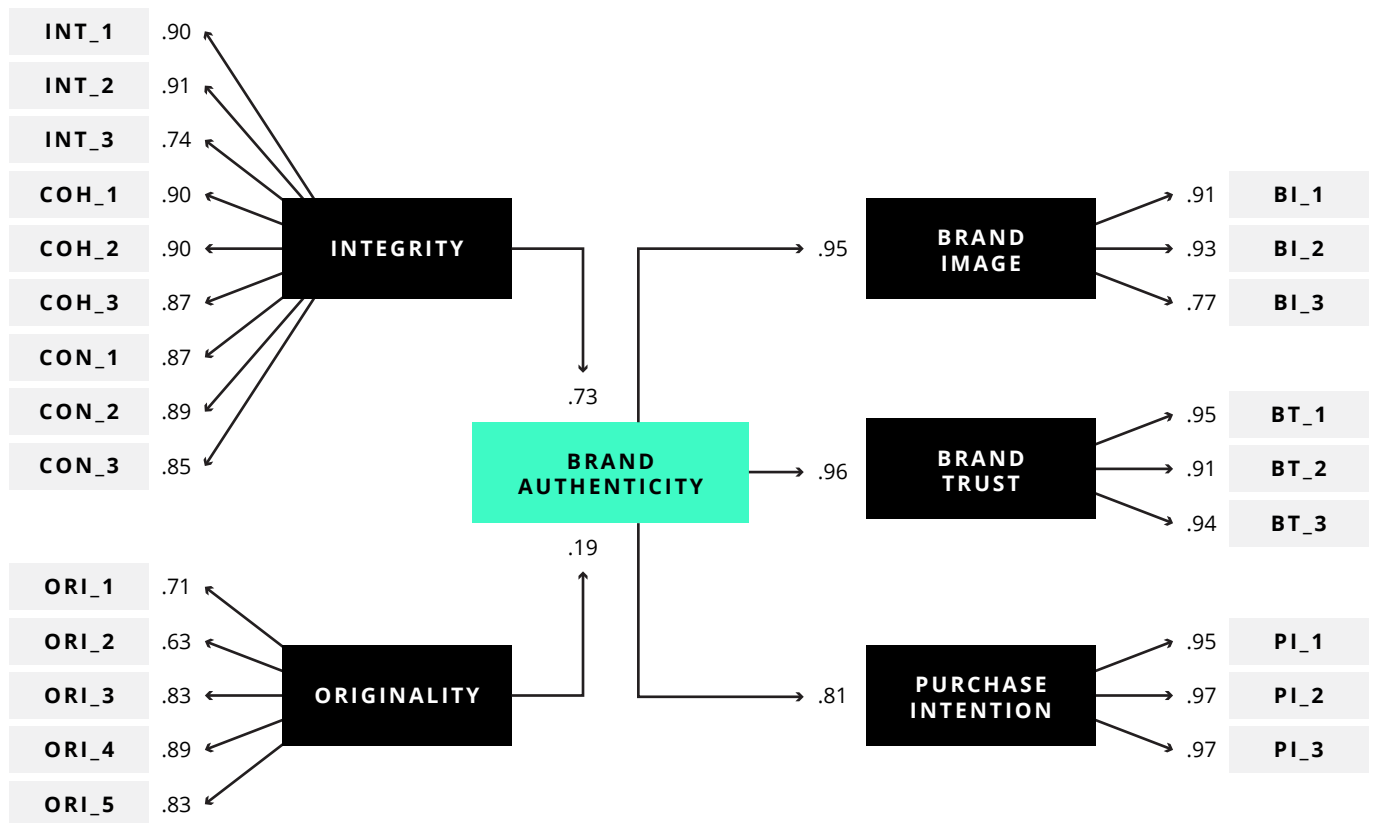 INT_1 .90
INT_2 .91
INT_3 .74
COH_1 .90
COH_2 .90
COH_3 .87
CON_1 .87
CON_2 .89
CON_3 .85
INTEGRITY
.73
BRAND
AUTHENTICITY
.19
ORI_1 .71
ORI_2 .63
ORI_3 .83
ORI_4 .89
ORI_5 .83
ORIGINALITY
.95
BRAND
IMAGE
.91 BI_1
.93 BI_2
.77 BI_3
.96
BRAND
TRUST
.95 BT_1
.91 BT_2
.94 BT_3
.81
PURCHASE
INTENTION
.95 PI_1
.97 PI_2
.97 PI_3